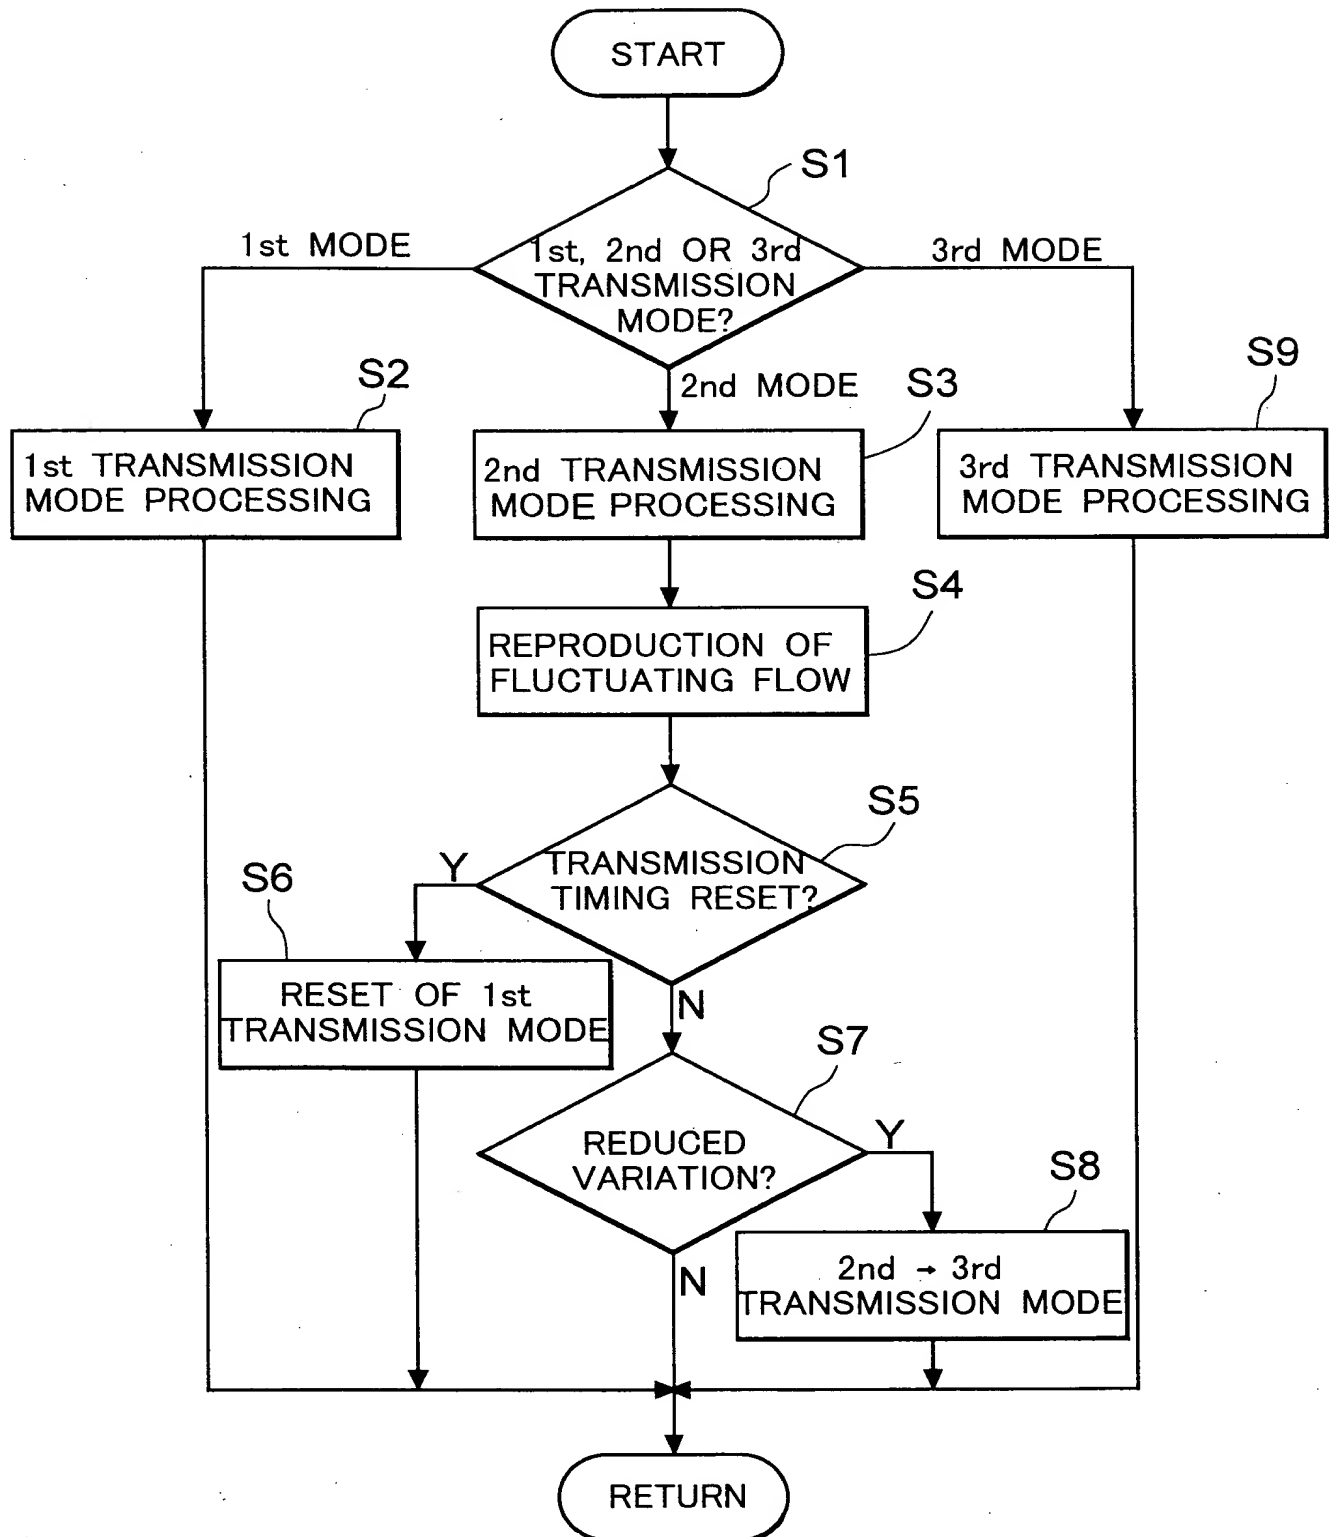 START
S1
1st MODE
1st, 2nd OR 3rd
TRANSMISSION
MODE?
3rd MODE
2nd MODE
S2
1st TRANSMISSION
MODE PROCESSING
S3
2nd TRANSMISSION
MODE PROCESSING
S9
3rd TRANSMISSION
MODE PROCESSING
S4
REPRODUCTION OF
FLUCTUATING FLOW
S5
TRANSMISSION
TIMING RESET?
Y
N
S6
RESET OF 1st
TRANSMISSION MODE
S7
REDUCED
VARIATION?
Y
N
S8
2nd → 3rd
TRANSMISSION MODE
RETURN